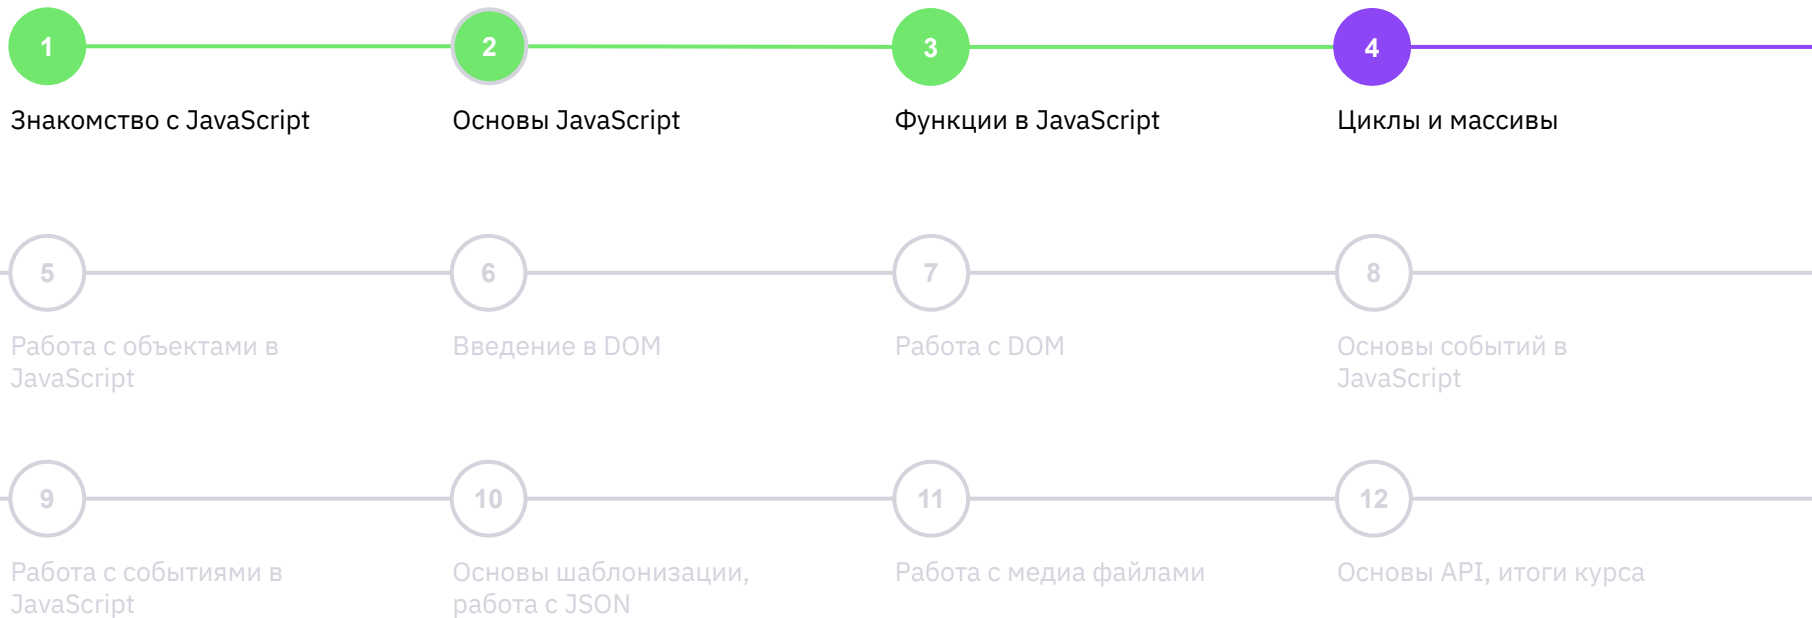 1
2
3
4
Знакомство с JavaScript
Основы JavaScript
Функции в JavaScript
Циклы и массивы
5
6
7
8
Работа с объектами в
JavaScript
Введение в DOM
Работа с DOM
Основы событий в
JavaScript
9
10
11
12
Работа с событиями в
JavaScript
Основы шаблонизации,
работа с JSON
Работа с медиа файлами
Основы API, итоги курса